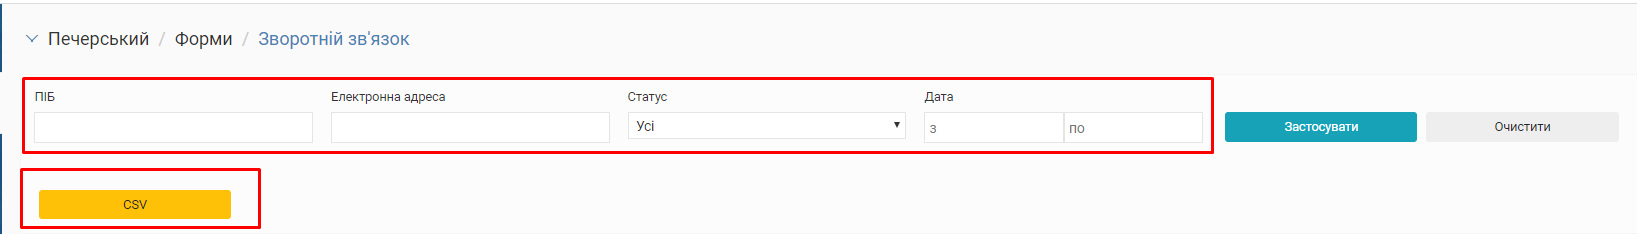 Печерський / Форми / Зворотній зв'язок
ПІБ Електронна адреса Статус Дата
Усі з по Застосувати Очистити
CSV